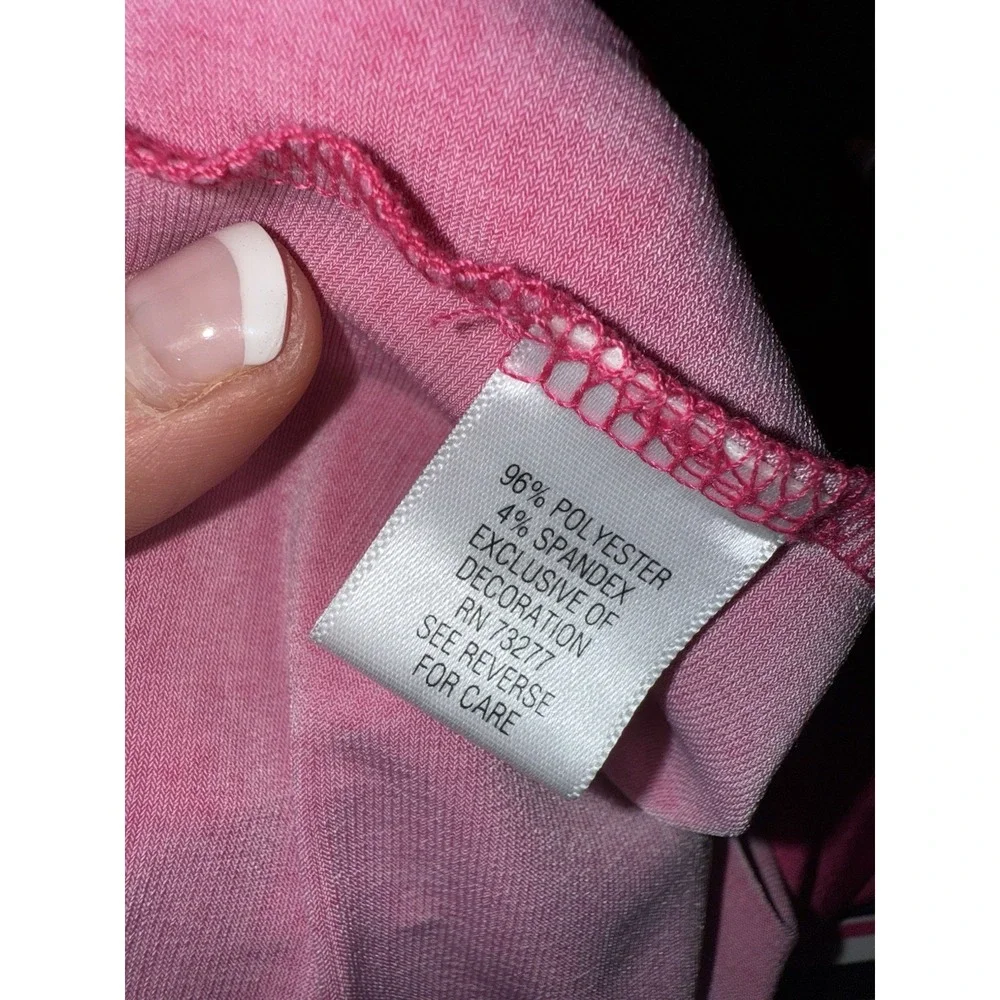 96% POLYESTER
4% SPANDEX
EXCLUSIVE OF
DECORATION
RN 73277
SEE REVERSE
FOR CARE